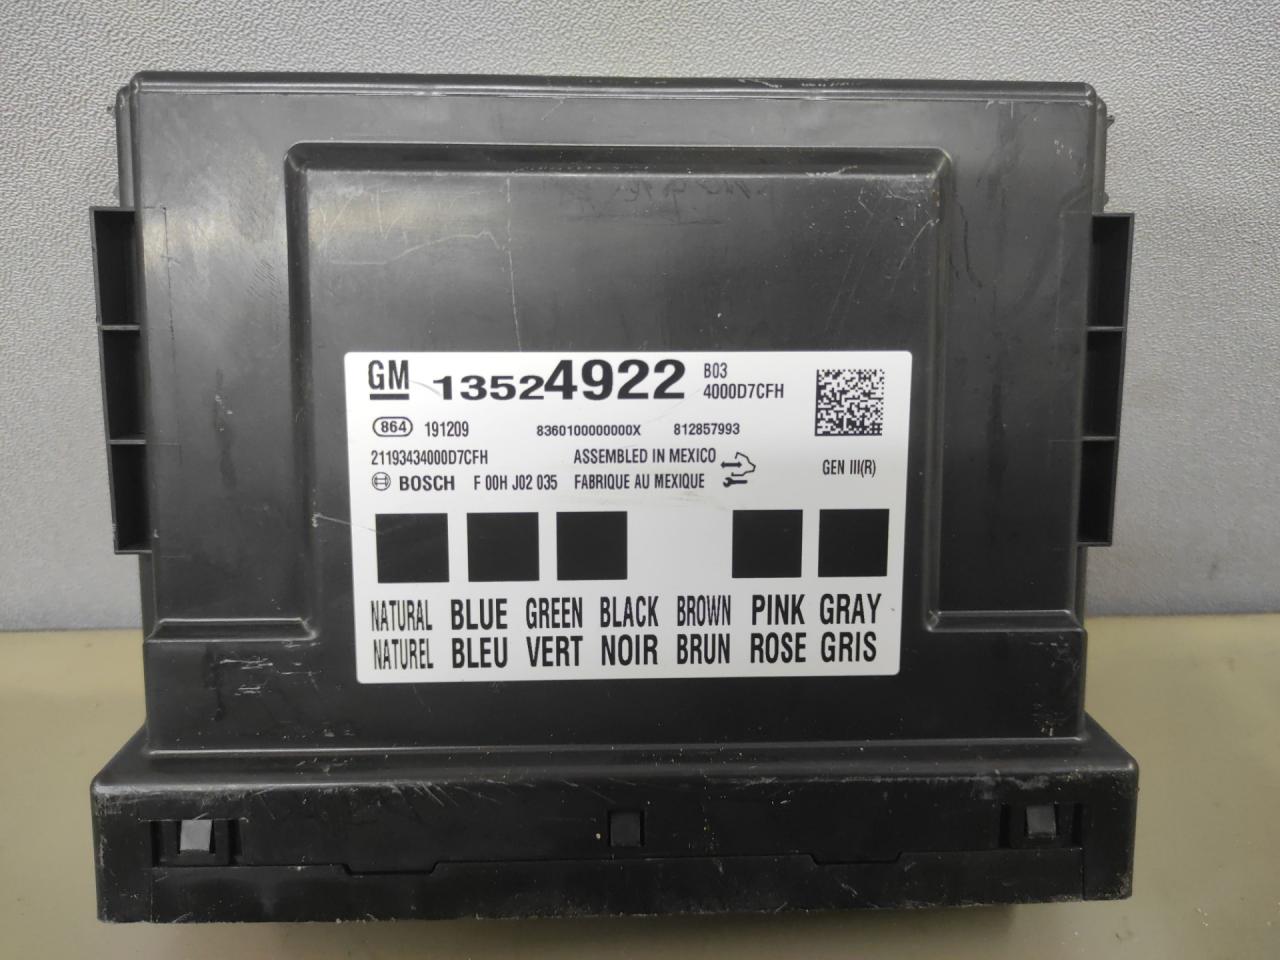 GM 13524922 B03
4000D7CFH
864 191209 8360100000000X 812857993
21193434000D7CFH ASSEMBLED IN MEXICO
BOSCH F 00H J02 035 FABRIQUE AU MEXIQUE GEN III(R)
NATURAL BLUE GREEN BLACK BROWN PINK GRAY
NATUREL BLEU VERT NOIR BRUN ROSE GRIS